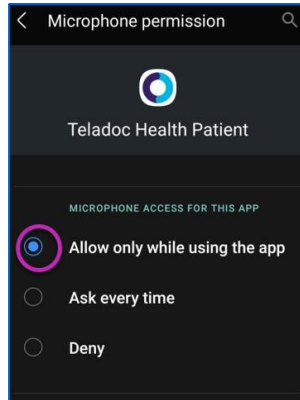 Microphone permission
Teladoc Health Patient
MICROPHONE ACCESS FOR THIS APP
Allow only while using the app
Ask every time
Deny